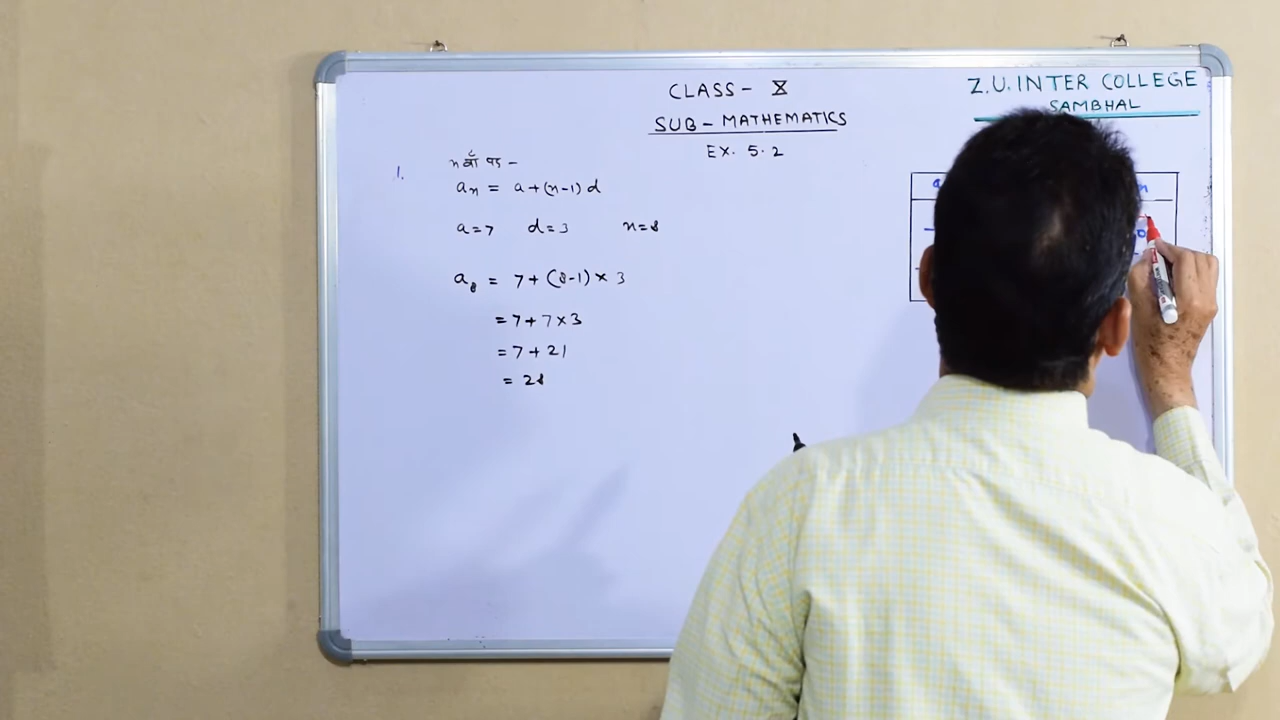 CLASS- X
SUB-MATHEMATICS
EX. 5.2
Z.U. INTER COLLEGE
SAMBHAL
1.
nवाँ पद -
aₙ = a+(n-1) d
a=7 d=3 n=8
a₈ = 7+(8-1)×3
= 7+7×3
= 7+21
= 28
a
n